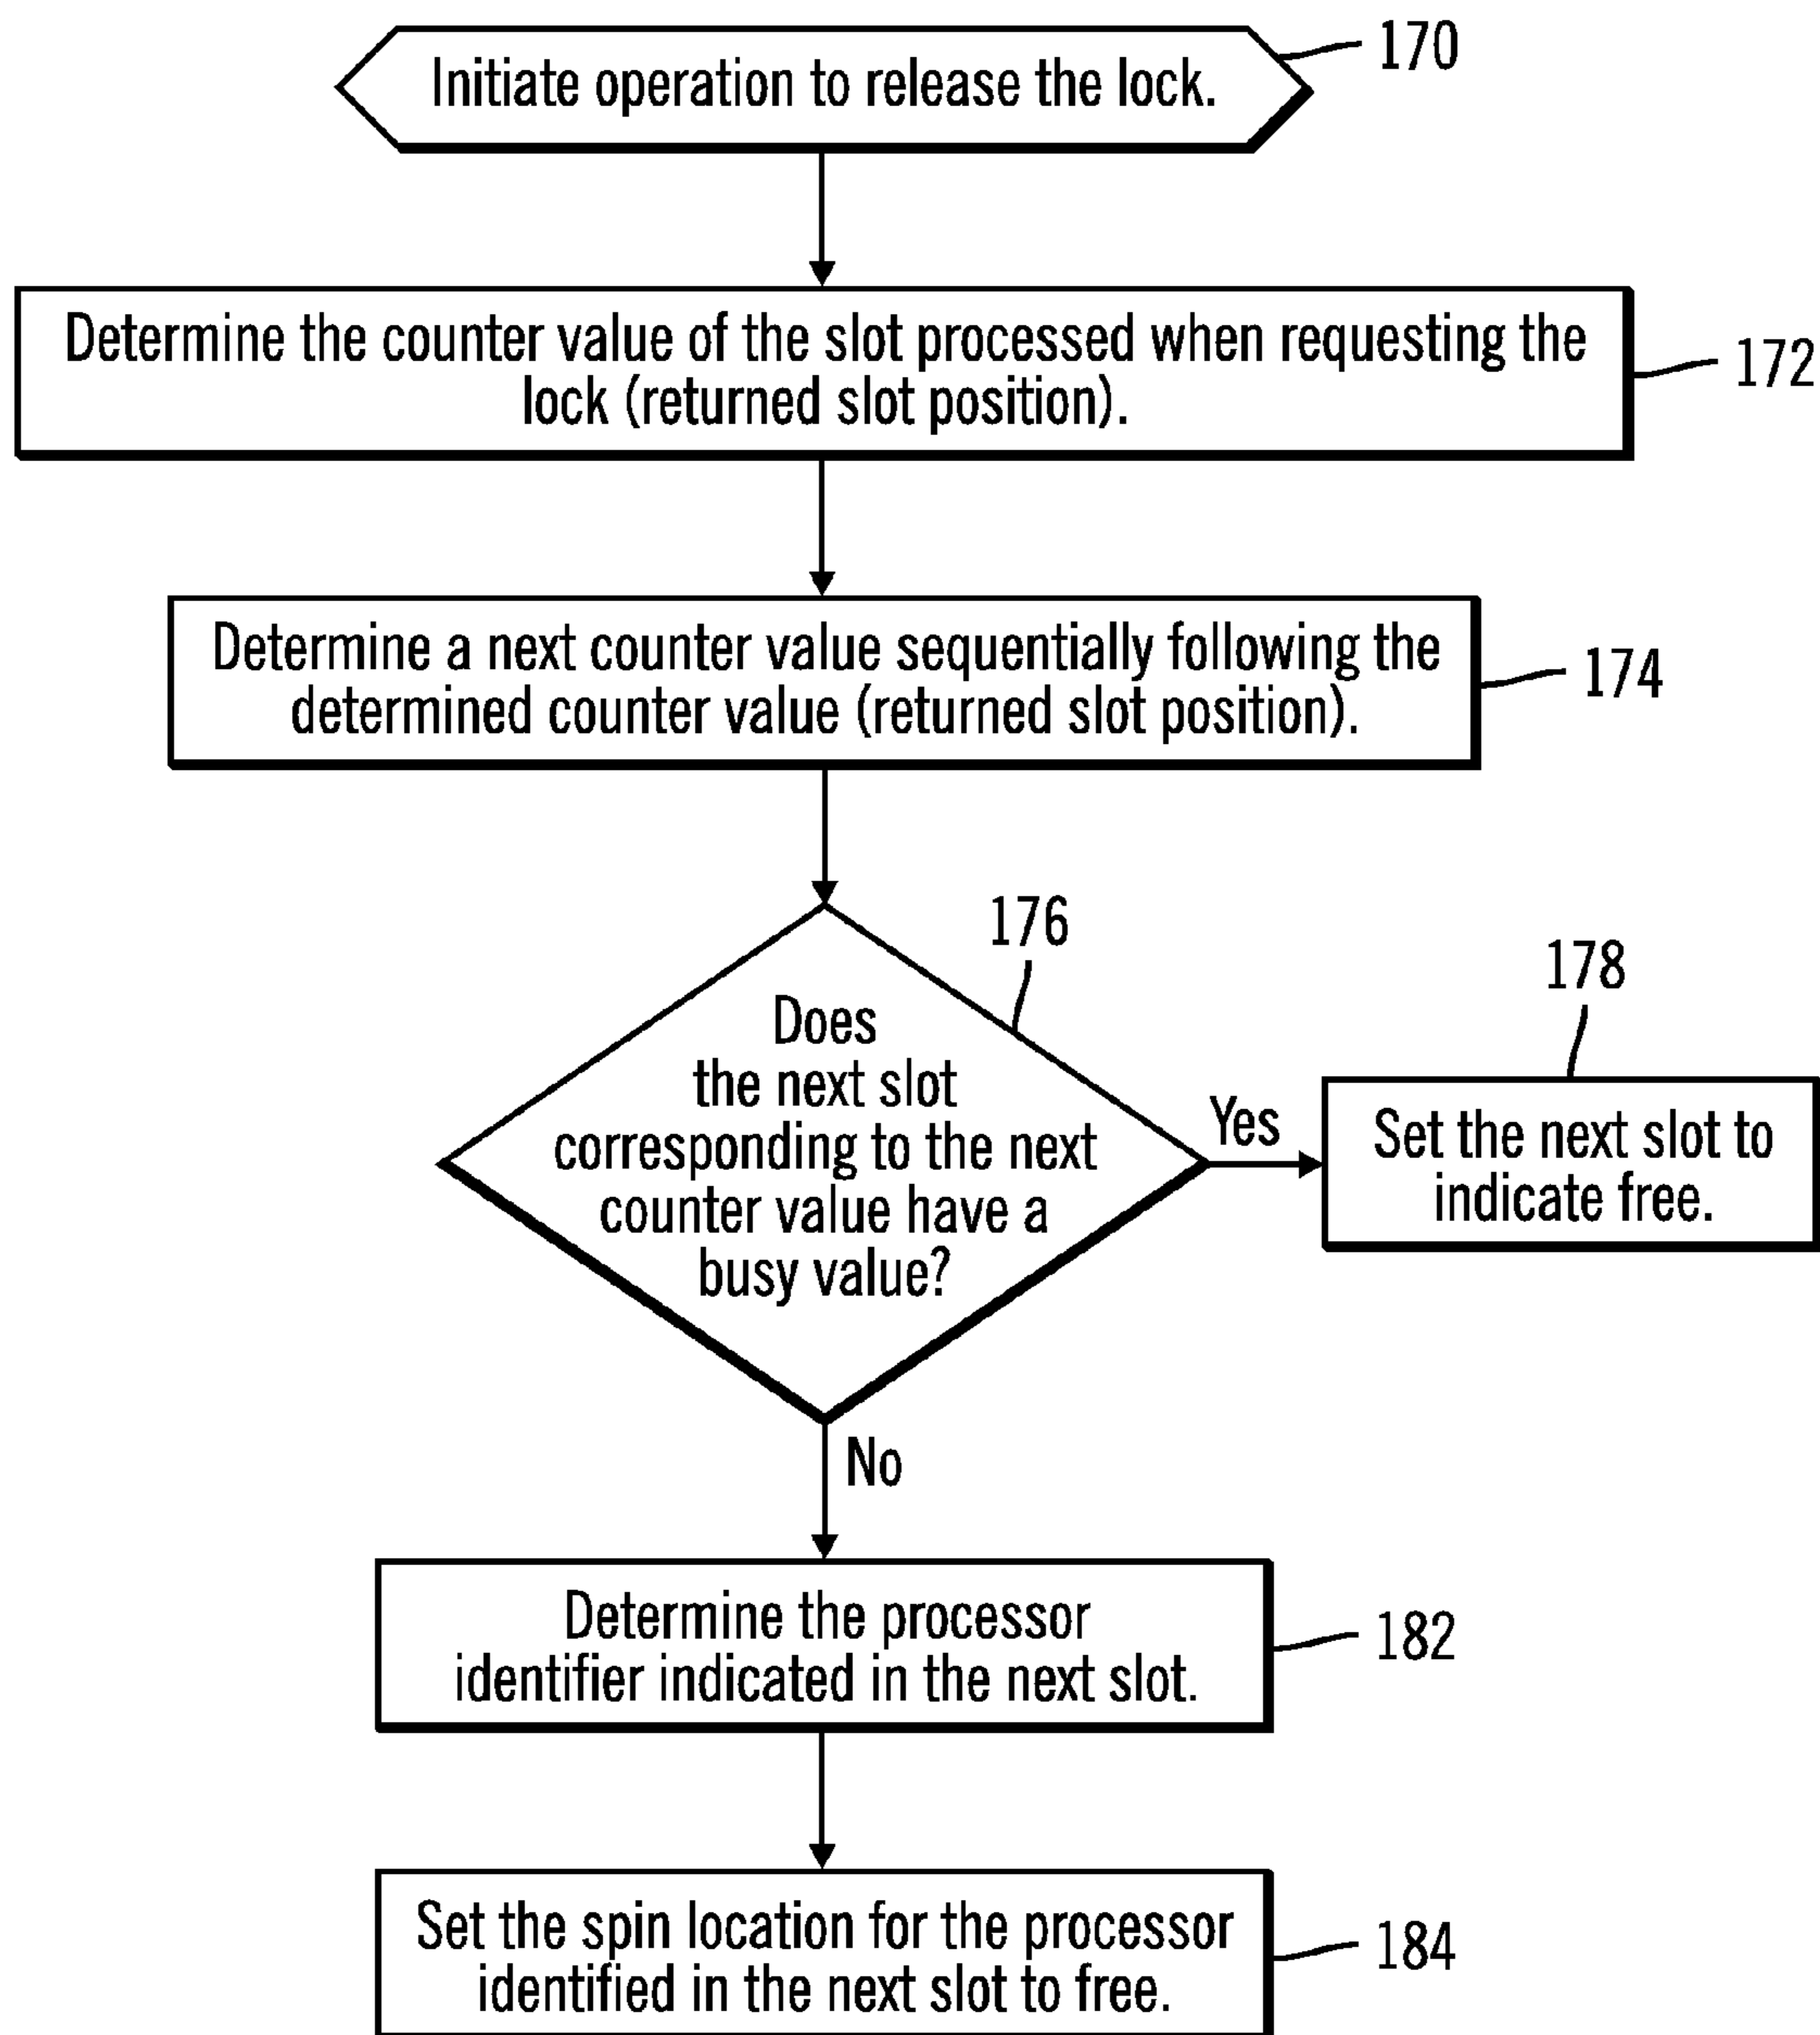 Initiate operation to release the lock.
170
Determine the counter value of the slot processed when requesting the
lock (returned slot position).
172
Determine a next counter value sequentially following the
determined counter value (returned slot position).
174
176
Does
the next slot
corresponding to the next
counter value have a
busy value?
Yes
178
Set the next slot to
indicate free.
No
Determine the processor
identifier indicated in the next slot.
182
Set the spin location for the processor
identified in the next slot to free.
184